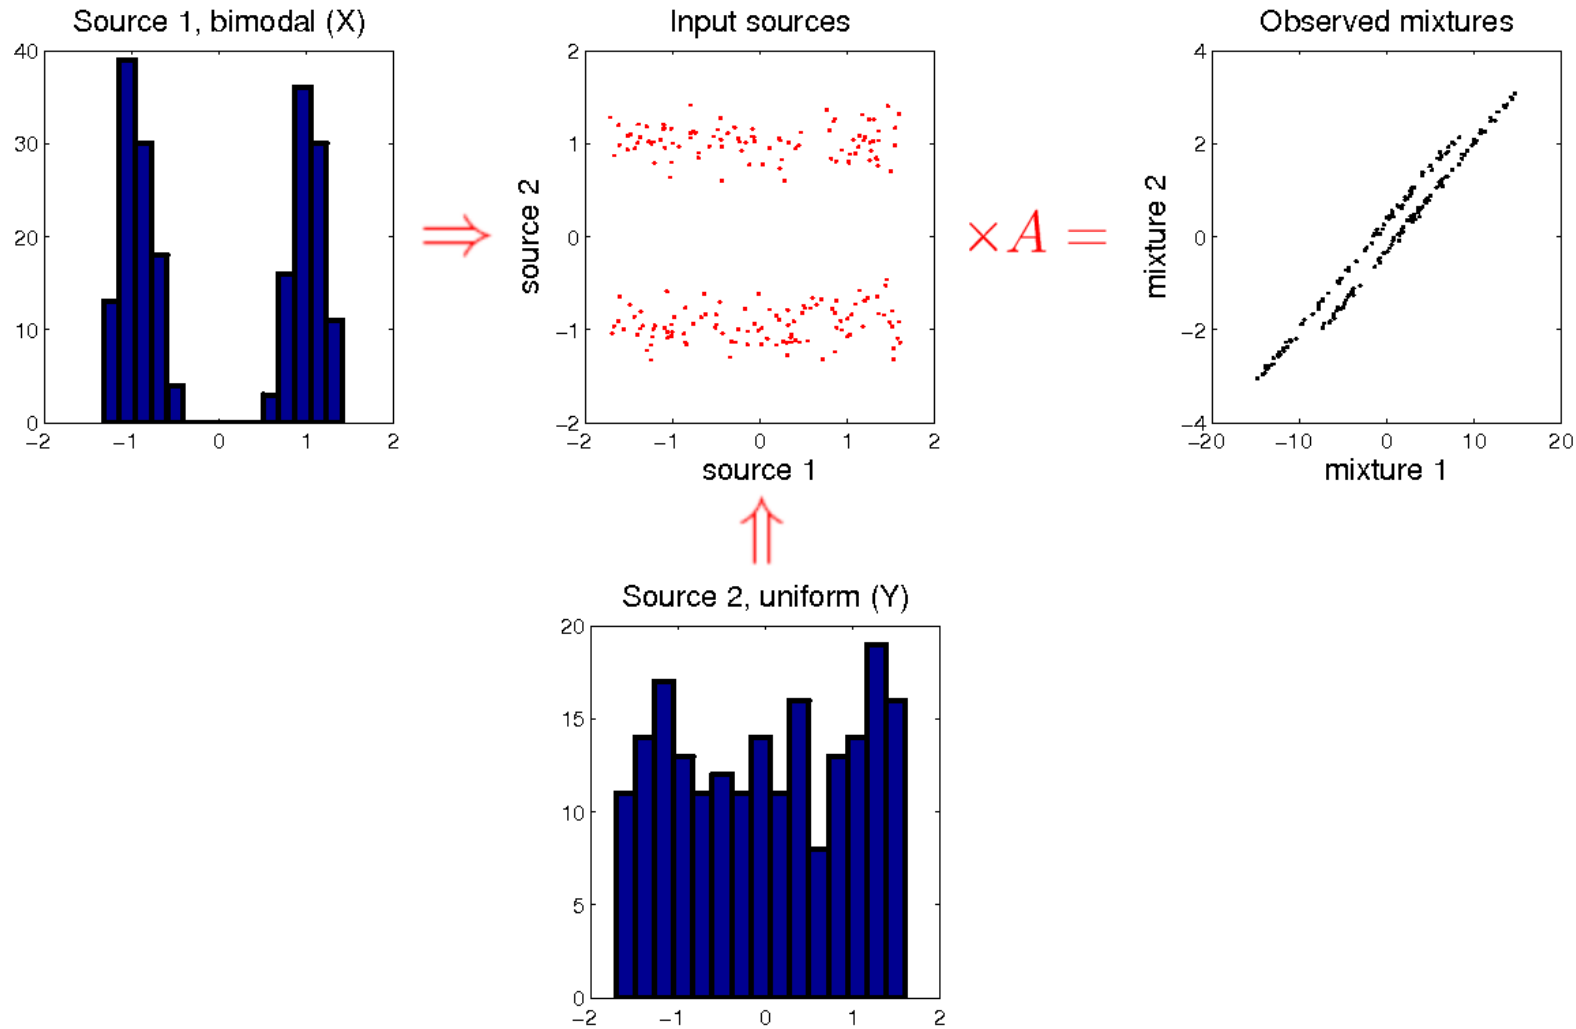 Source 1, bimodal (X)
40
30
20
10
0
−2 −1 0 1 2
⇒
Input sources
2
1
0
−1
−2
source 2
−2 −1 0 1 2
source 1
×A =
Observed mixtures
4
2
0
−2
−4
mixture 2
−20 −10 0 10 20
mixture 1
⇑
Source 2, uniform (Y)
20
15
10
5
0
−2 −1 0 1 2